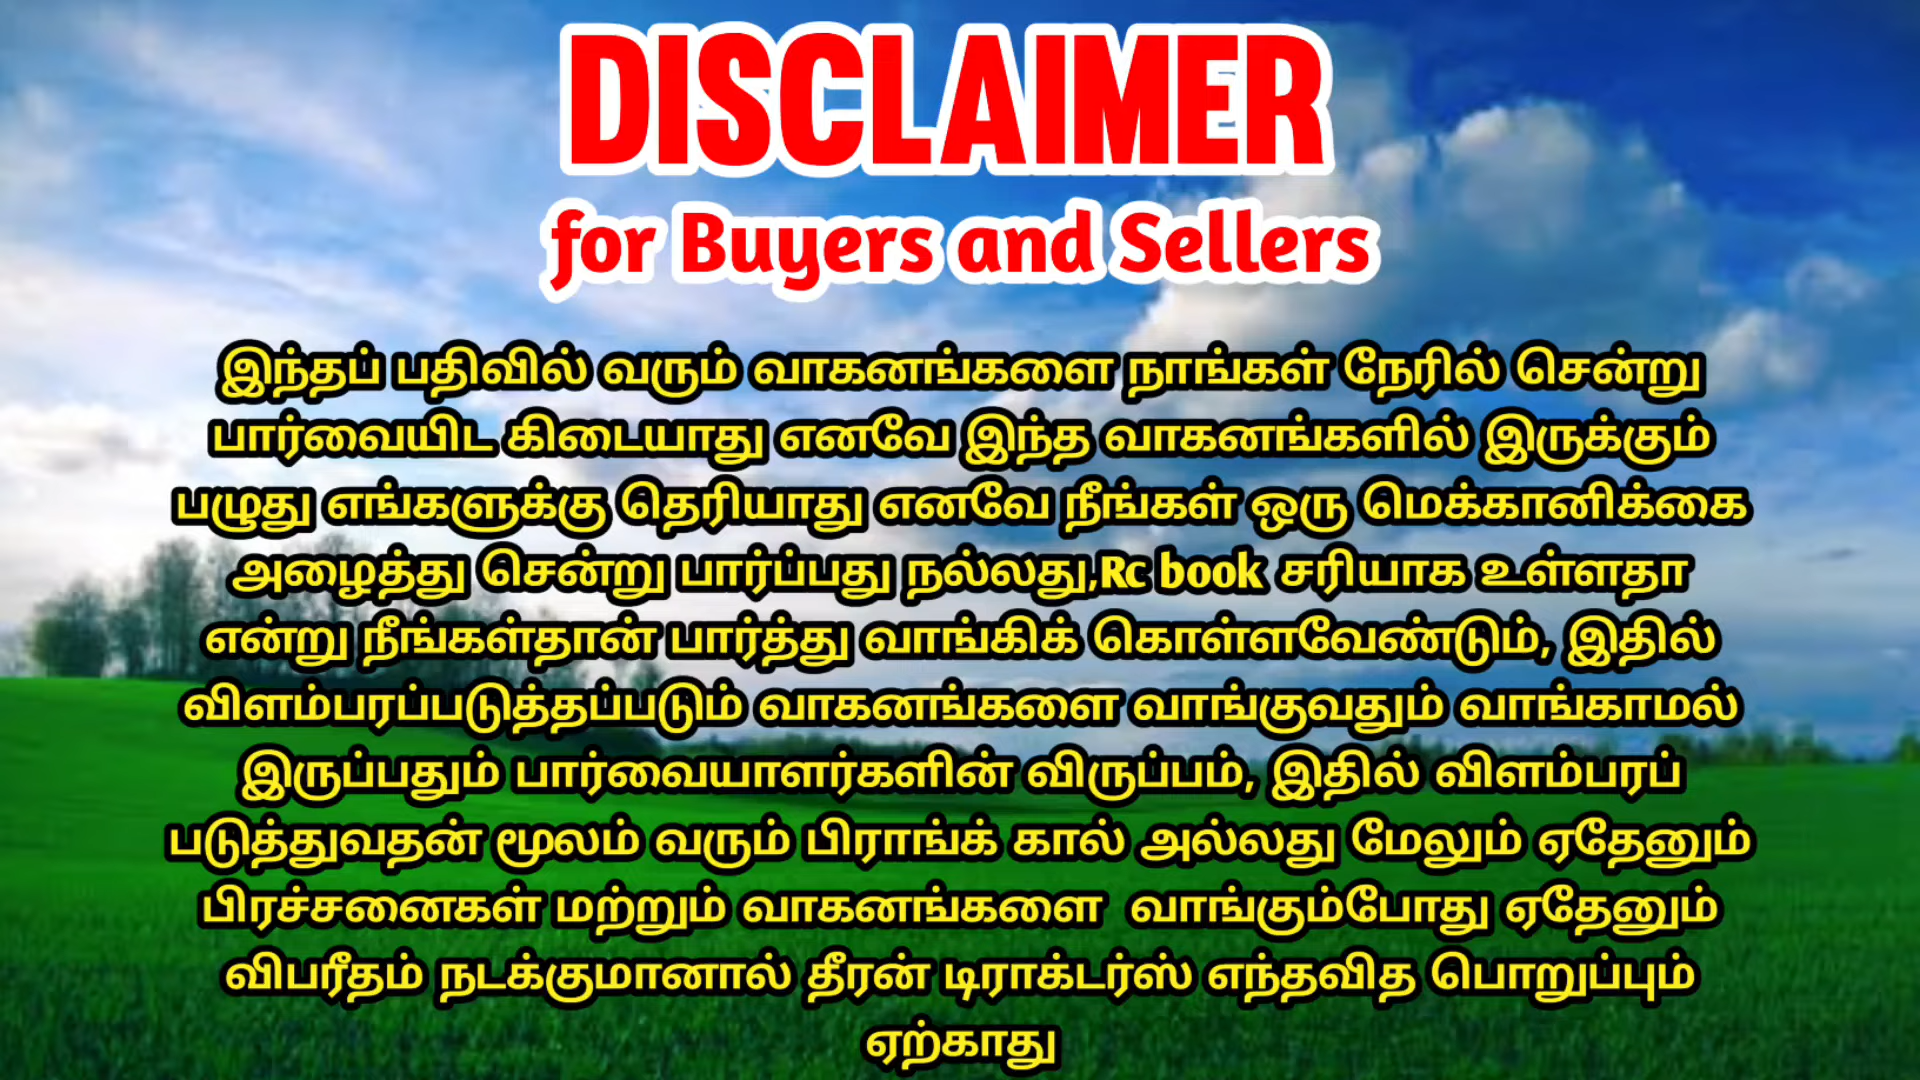 DISCLAIMER
for Buyers and Sellers
இந்தப் பதிவில் வரும் வாகனங்களை நாங்கள் நேரில் சென்று
பார்வையிட கிடையாது எனவே இந்த வாகனங்களில் இருக்கும்
பழுது எங்களுக்கு தெரியாது எனவே நீங்கள் ஒரு மெக்கானிக்கை
அழைத்து சென்று பார்ப்பது நல்லது,Rc book சரியாக உள்ளதா
என்று நீங்கள்தான் பார்த்து வாங்கிக் கொள்ளவேண்டும், இதில்
விளம்பரப்படுத்தப்படும் வாகனங்களை வாங்குவதும் வாங்காமல்
இருப்பதும் பார்வையாளர்களின் விருப்பம், இதில் விளம்பரப்
படுத்துவதன் மூலம் வரும் பிராங்க் கால் அல்லது மேலும் ஏதேனும்
பிரச்சனைகள் மற்றும் வாகனங்களை வாங்கும்போது ஏதேனும்
விபரீதம் நடக்குமானால் தீரன் டிராக்டர்ஸ் எந்தவித பொறுப்பும்
ஏற்காது